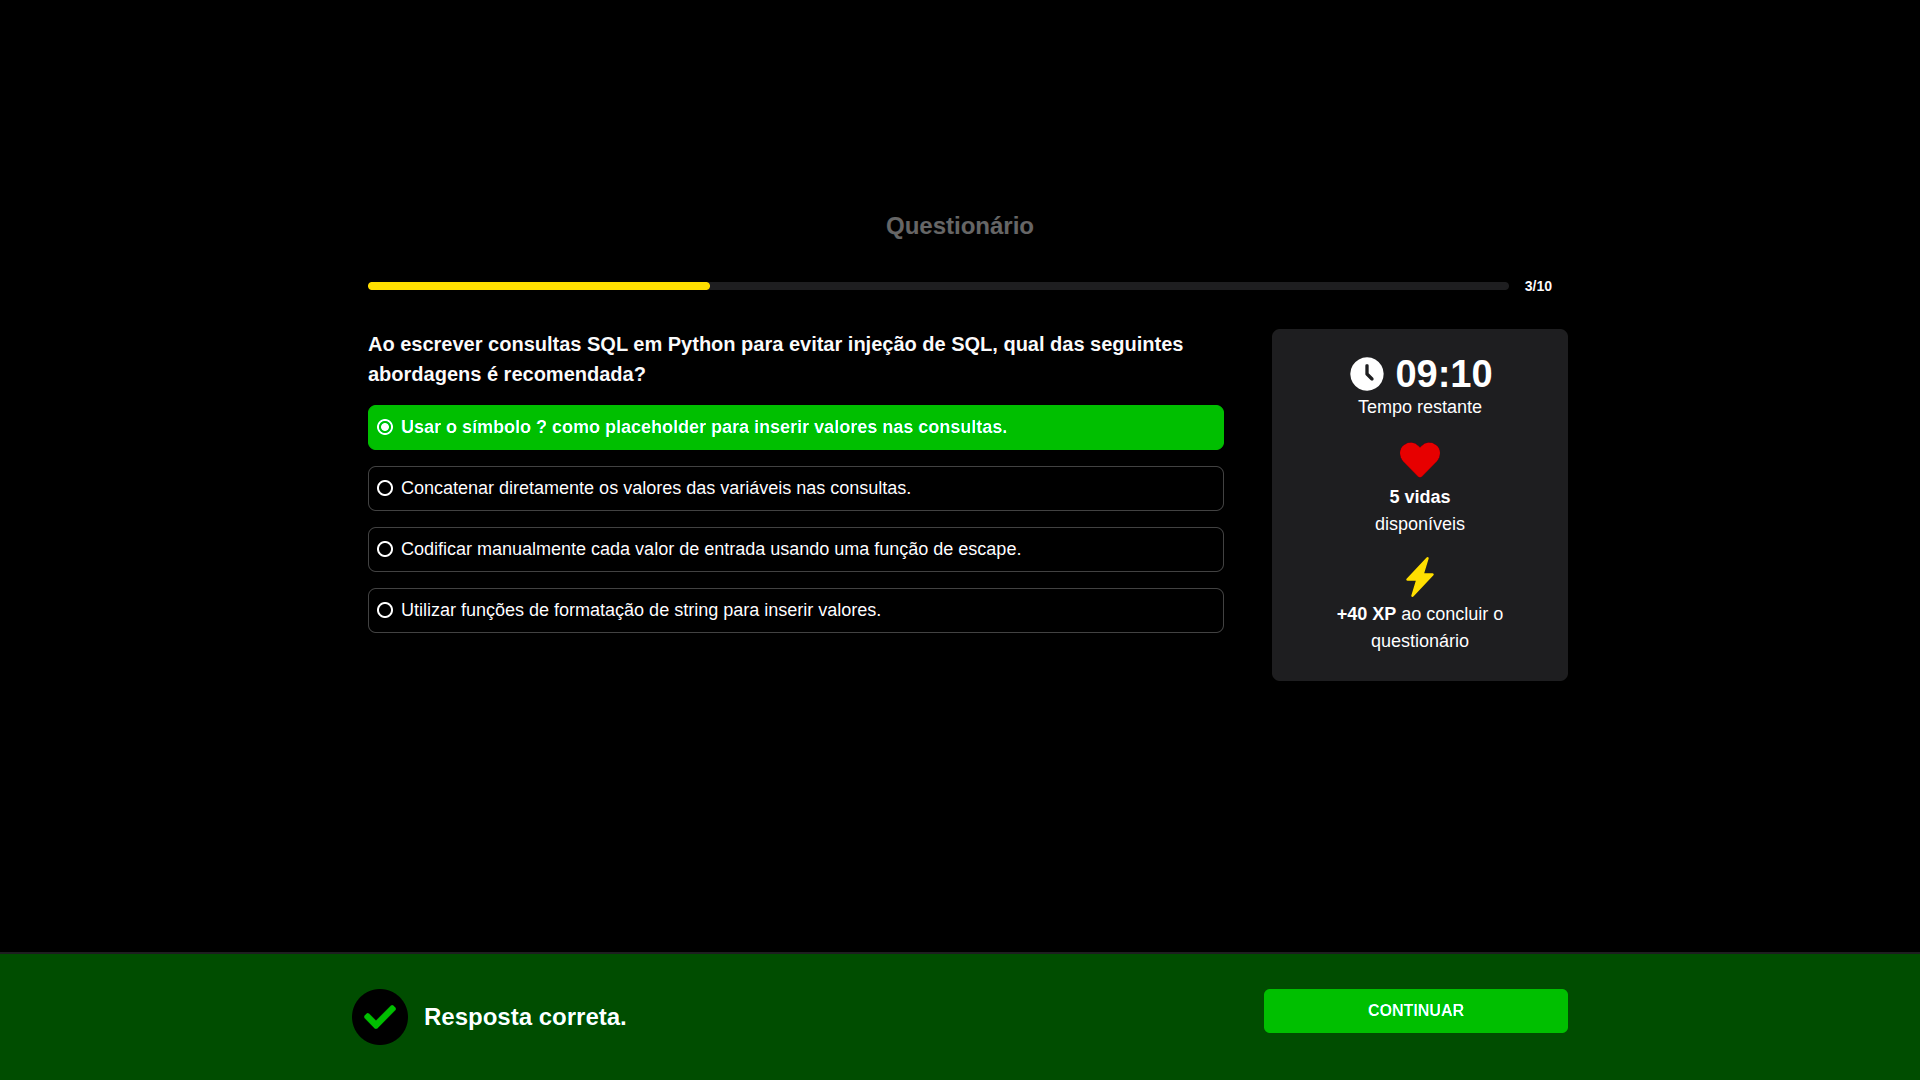 Questionário
3/10
Ao escrever consultas SQL em Python para evitar injeção de SQL, qual das seguintes
abordagens é recomendada?
Usar o símbolo ? como placeholder para inserir valores nas consultas.
Concatenar diretamente os valores das variáveis nas consultas.
Codificar manualmente cada valor de entrada usando uma função de escape.
Utilizar funções de formatação de string para inserir valores.
09:10
Tempo restante
5 vidas
disponíveis
+40 XP ao concluir o
questionário
Resposta correta.
CONTINUAR